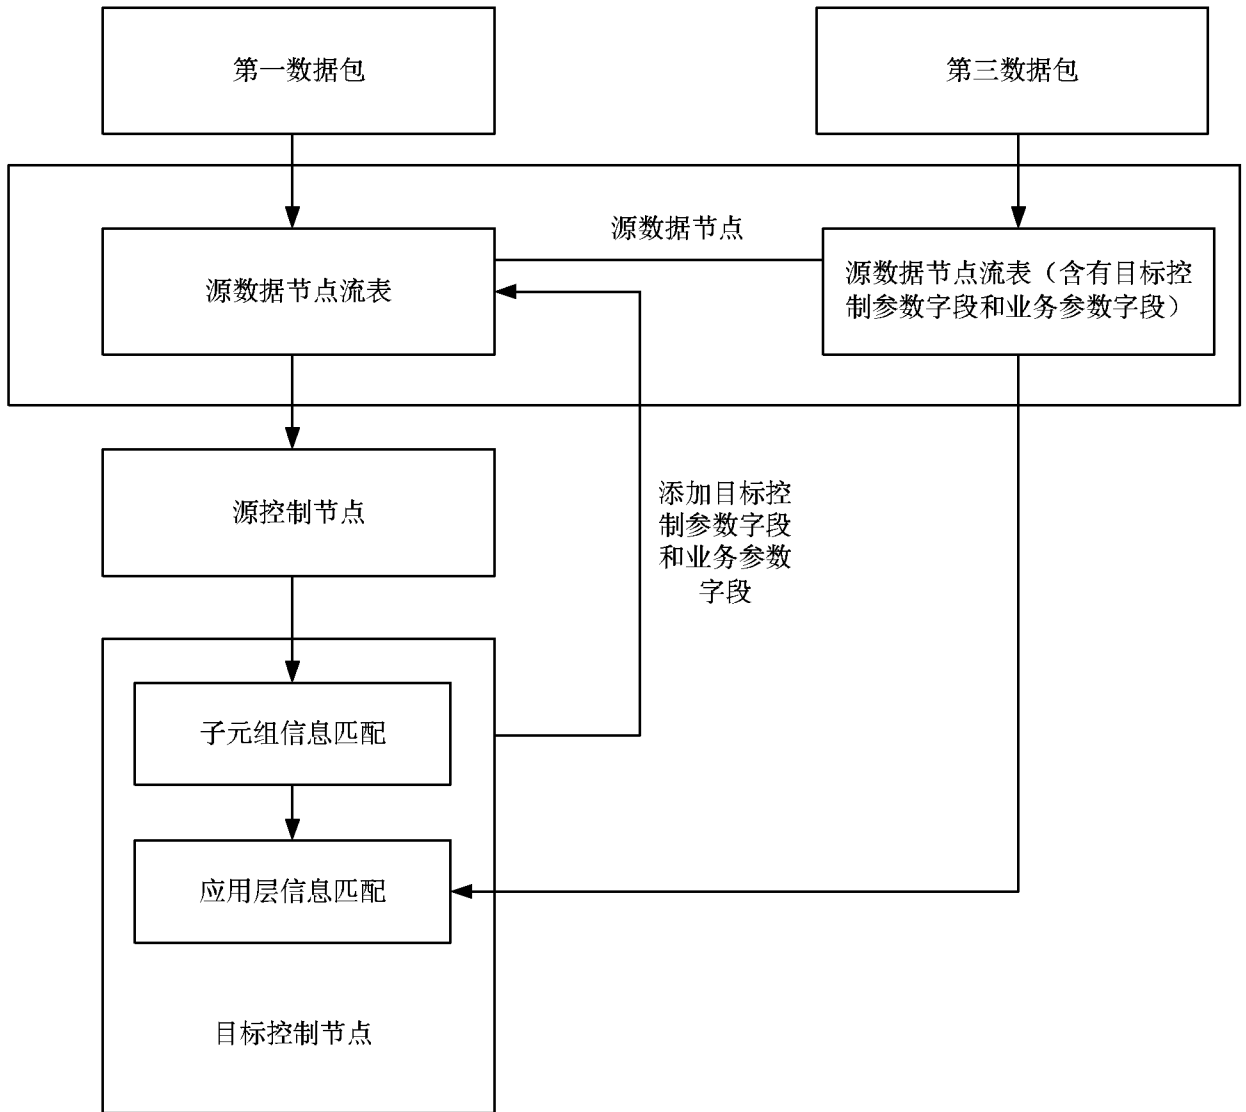 第一数据包
第三数据包
源数据节点
源数据节点流表
源数据节点流表（含有目标控
制参数字段和业务参数字段）
源控制节点
添加目标控
制参数字段
和业务参数
字段
子元组信息匹配
应用层信息匹配
目标控制节点